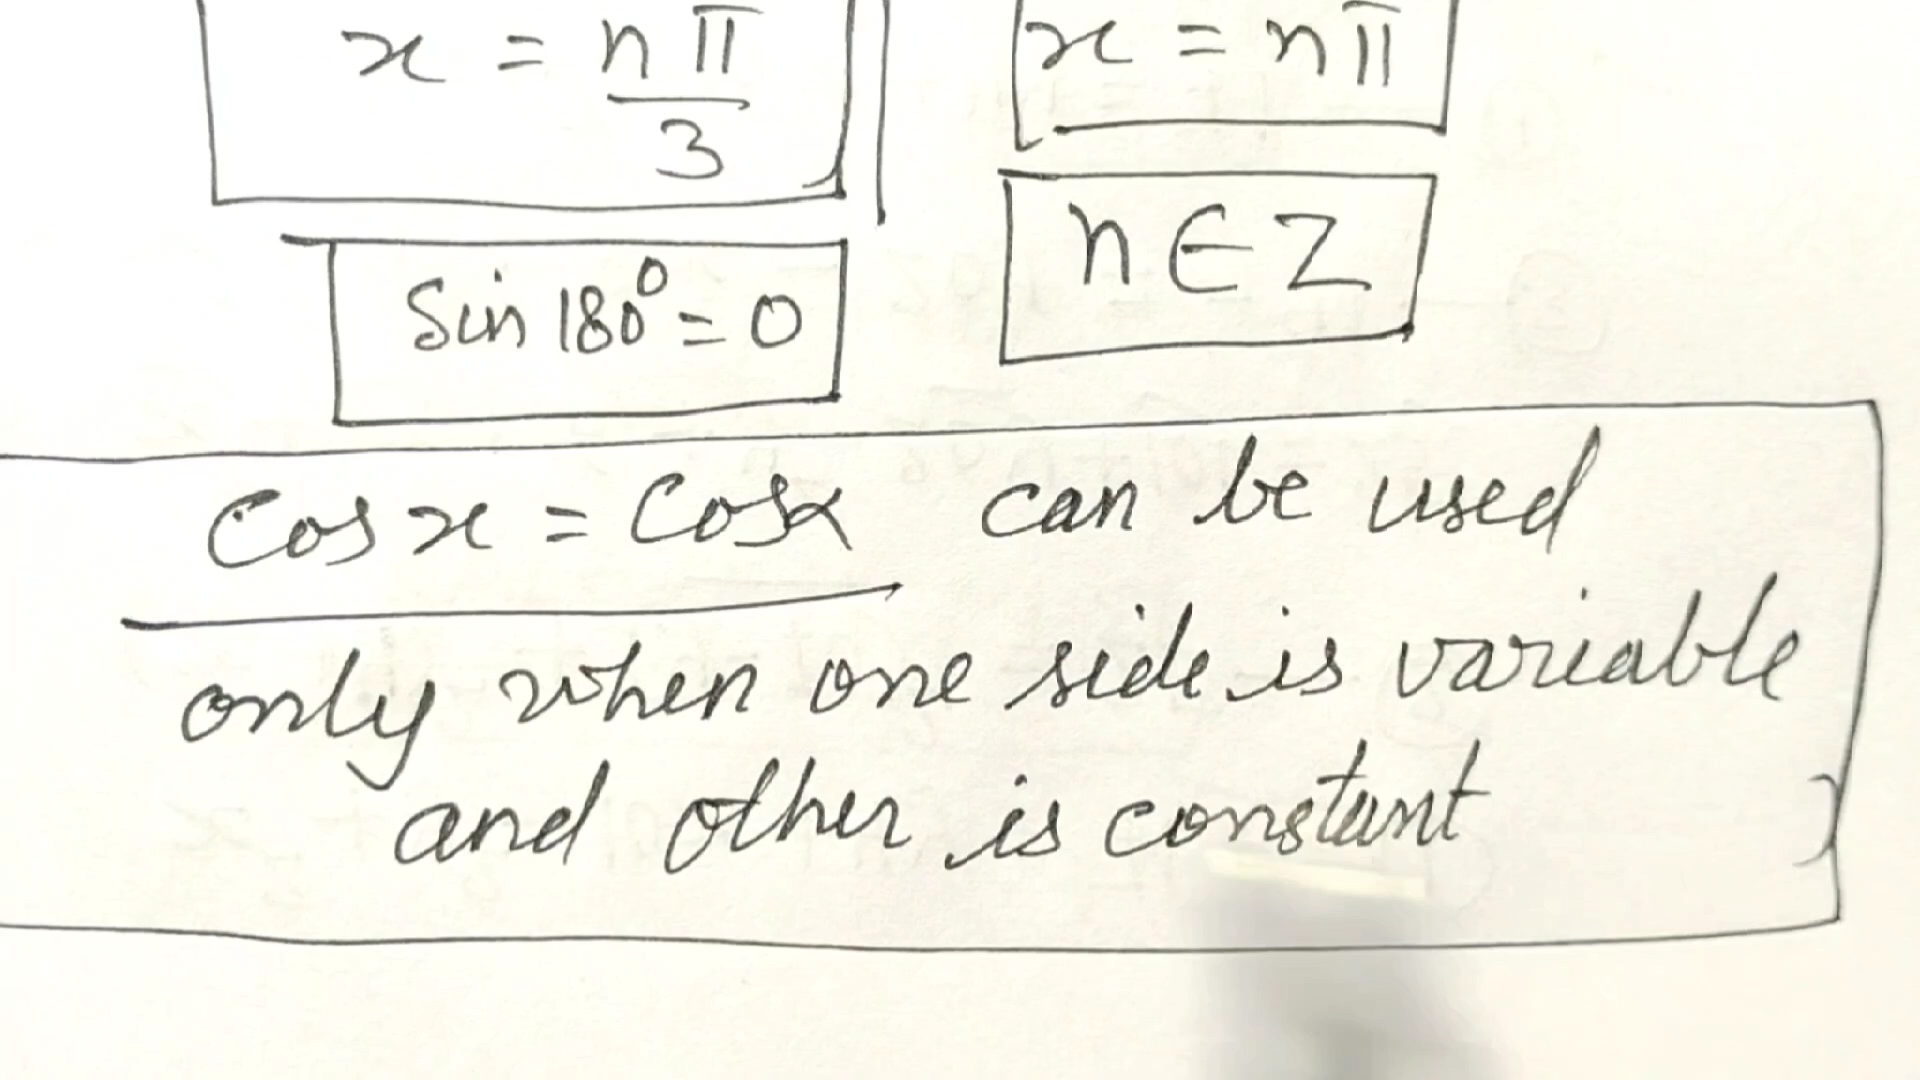 x = nπ/3
x = nπ
Sin 180° = 0
n ∈ Z
Cos x = Cos α can be used
only when one side is variable
and other is constant